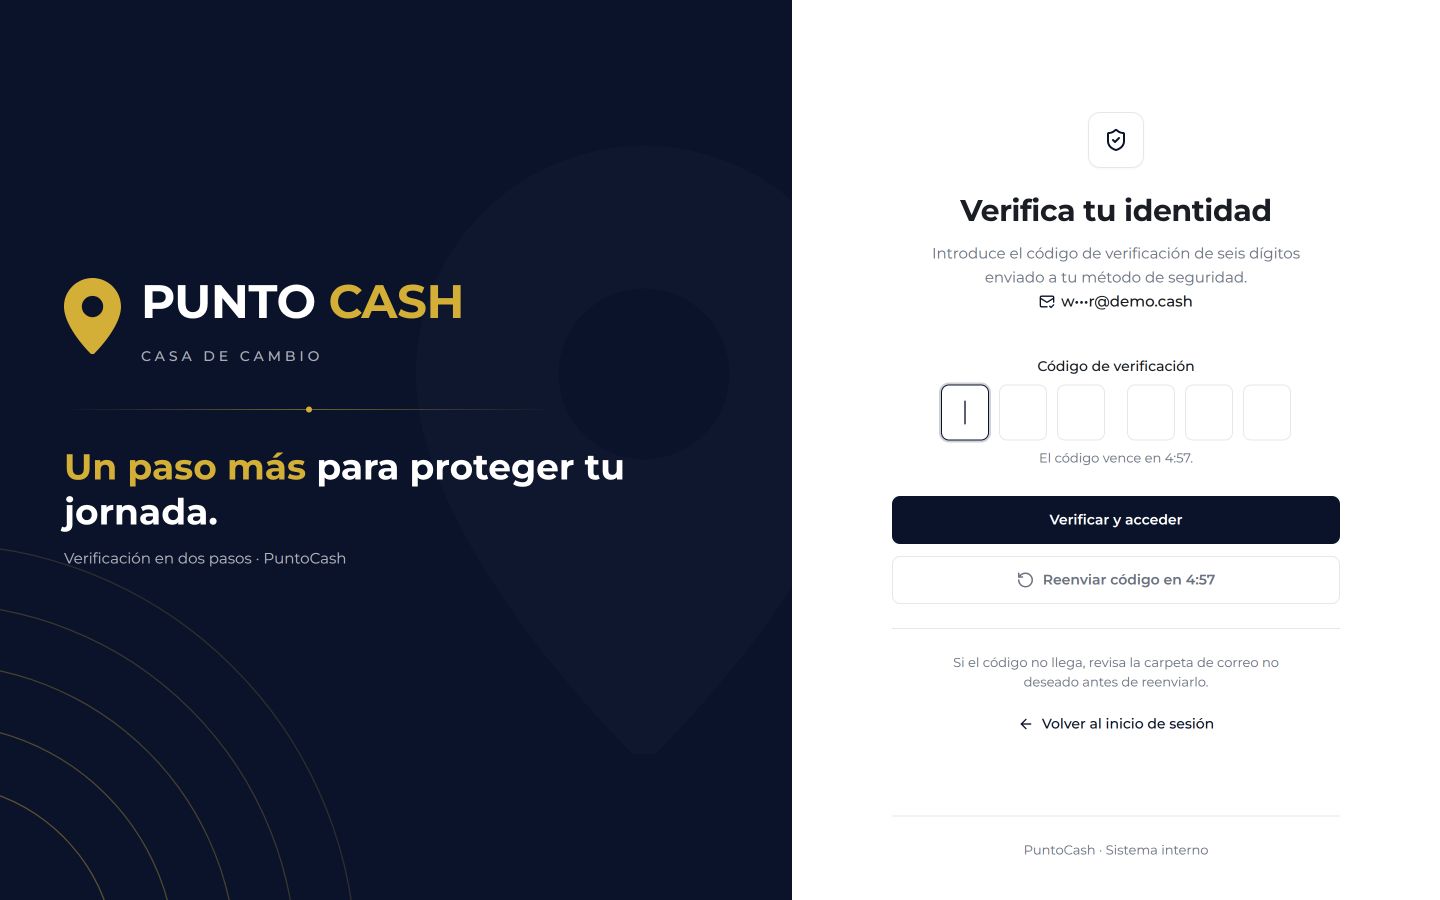 PUNTO CASH
CASA DE CAMBIO
Un paso más para proteger tu
jornada.
Verificación en dos pasos · PuntoCash
Verifica tu identidad
Introduce el código de verificación de seis dígitos
enviado a tu método de seguridad.
w•••r@demo.cash
Código de verificación
El código vence en 4:57.
Verificar y acceder
Reenviar código en 4:57
Si el código no llega, revisa la carpeta de correo no
deseado antes de reenviarlo.
Volver al inicio de sesión
PuntoCash · Sistema interno